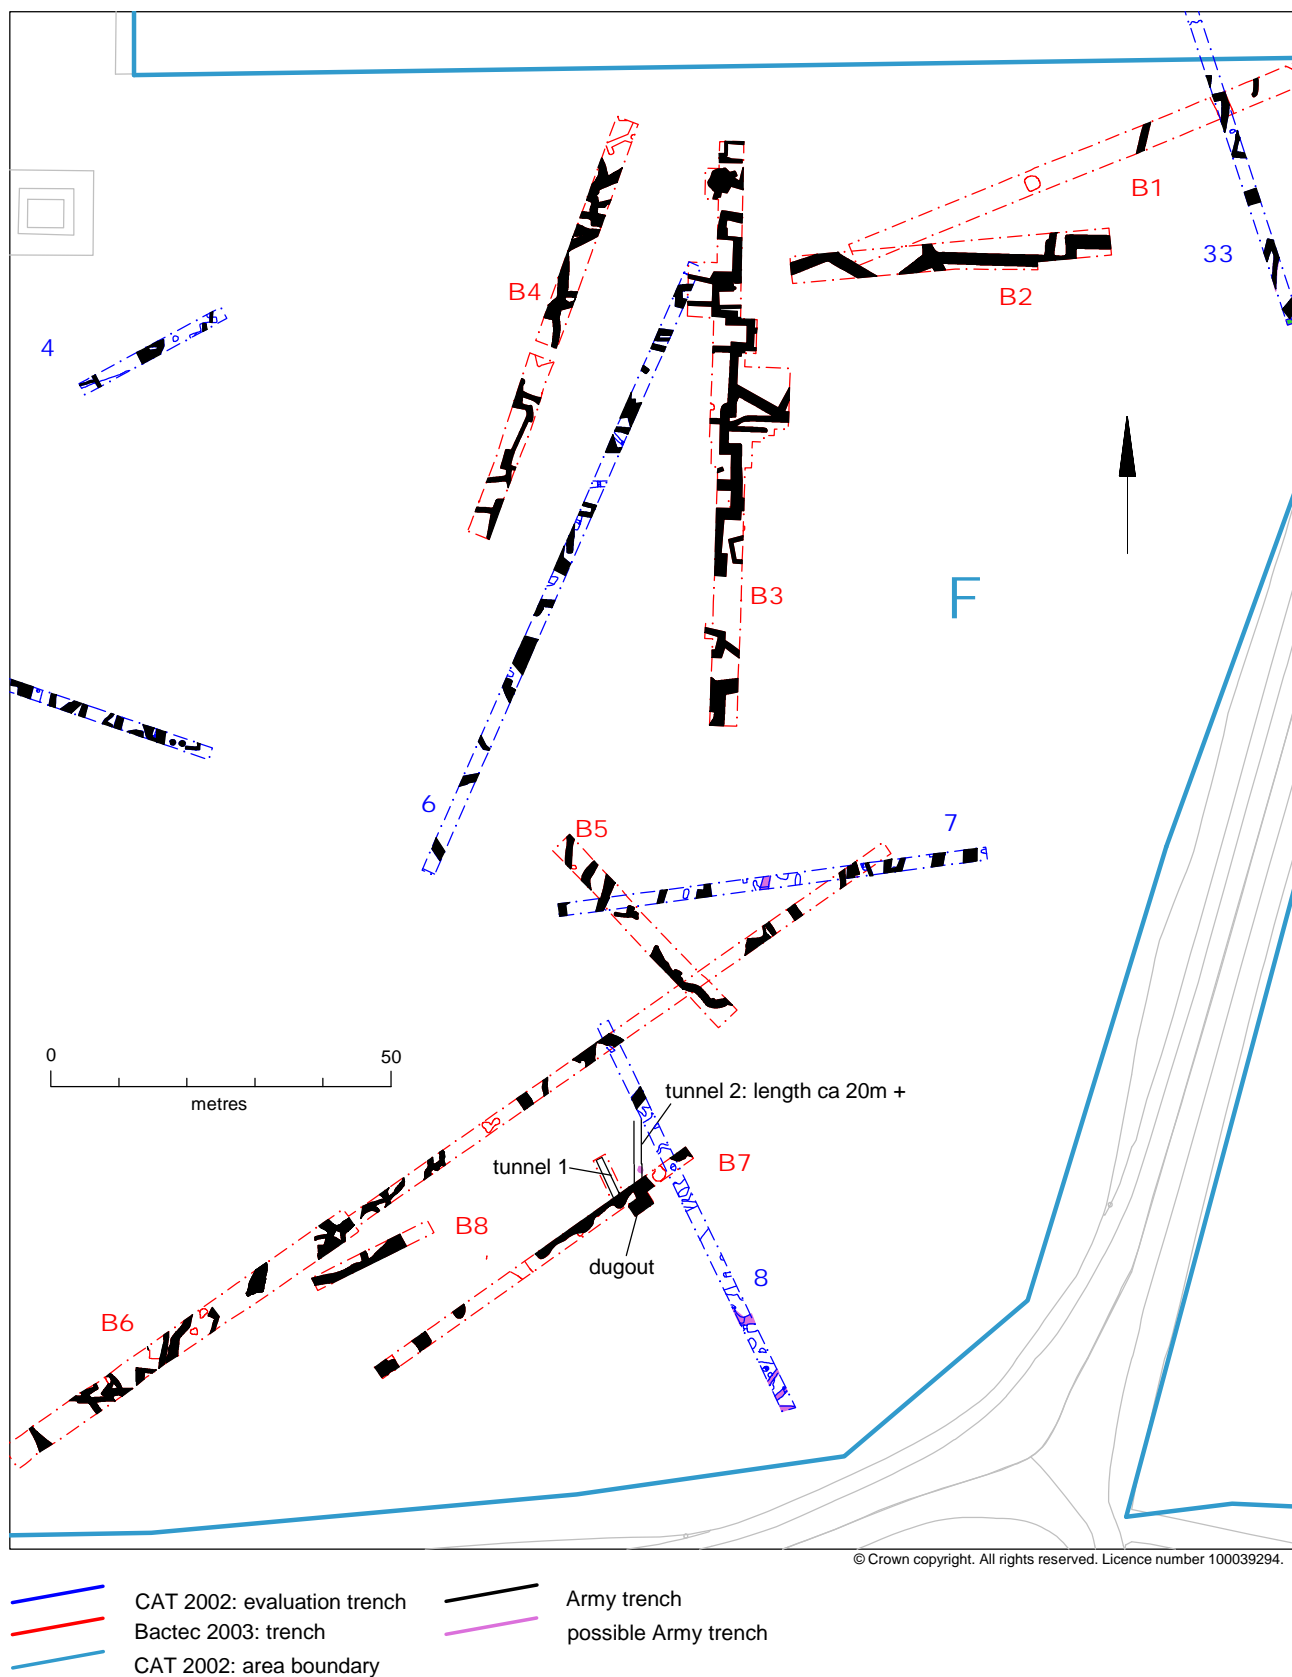 B1
33
B4
B2
4
B3
F
6
B5
7
0
50
metres
tunnel 2: length ca 20m +
tunnel 1
B7
B8
dugout
8
B6
© Crown copyright. All rights reserved. Licence number 100039294.
CAT 2002: evaluation trench
Army trench
Bactec 2003: trench
possible Army trench
CAT 2002: area boundary